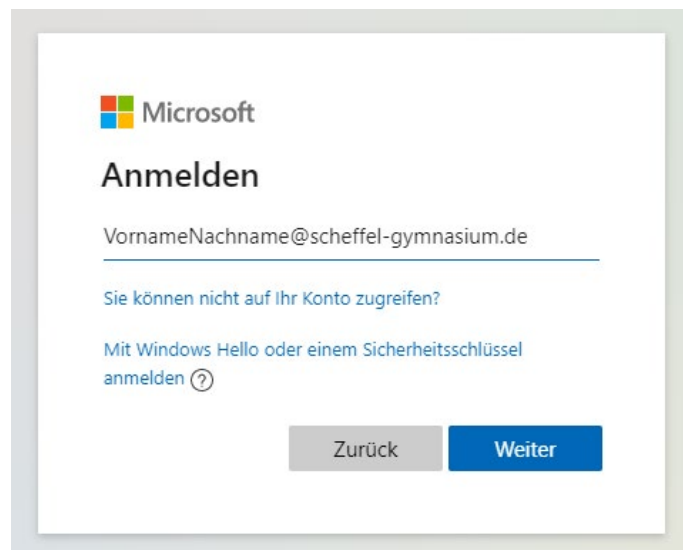 Microsoft
Anmelden
VornameNachname@scheffel-gymnasium.de
Sie können nicht auf Ihr Konto zugreifen?
Mit Windows Hello oder einem Sicherheitsschlüssel
anmelden ?
Zurück Weiter